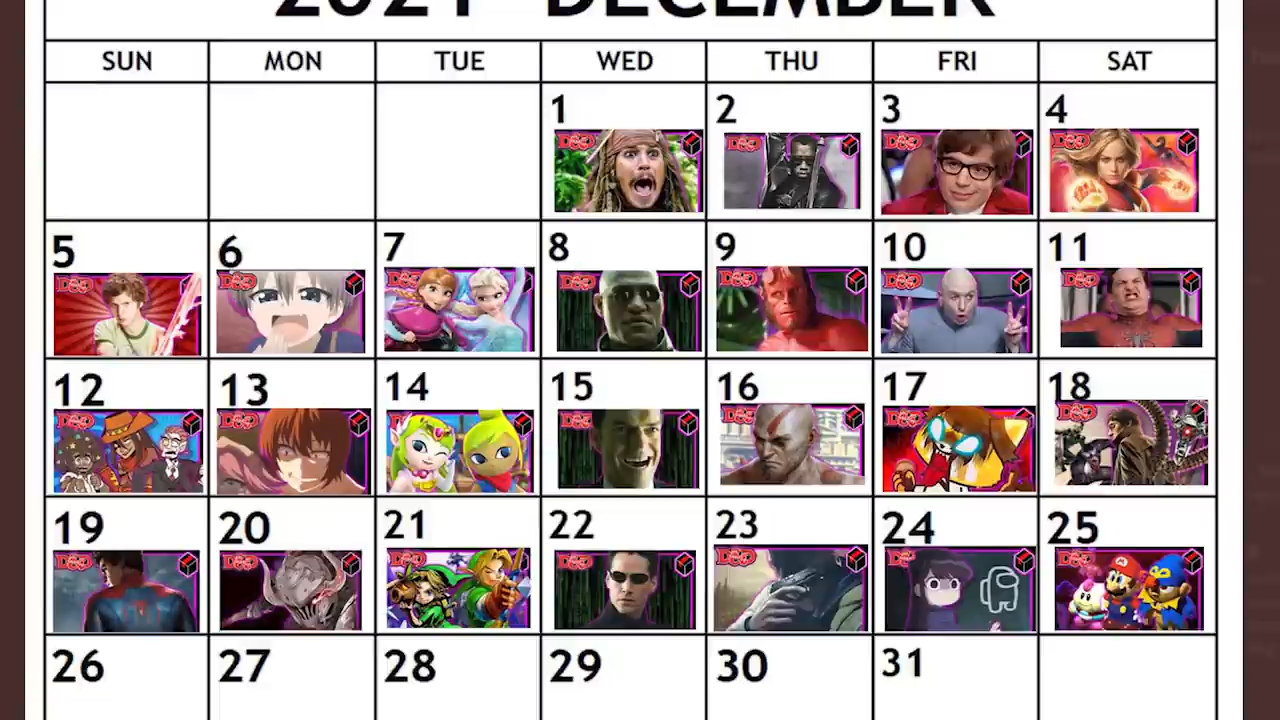 2021 DECEMBER
SUN MON TUE WED THU FRI SAT
1 2 3 4
5 6 7 8 9 10 11
12 13 14 15 16 17 18
19 20 21 22 23 24 25
26 27 28 29 30 31